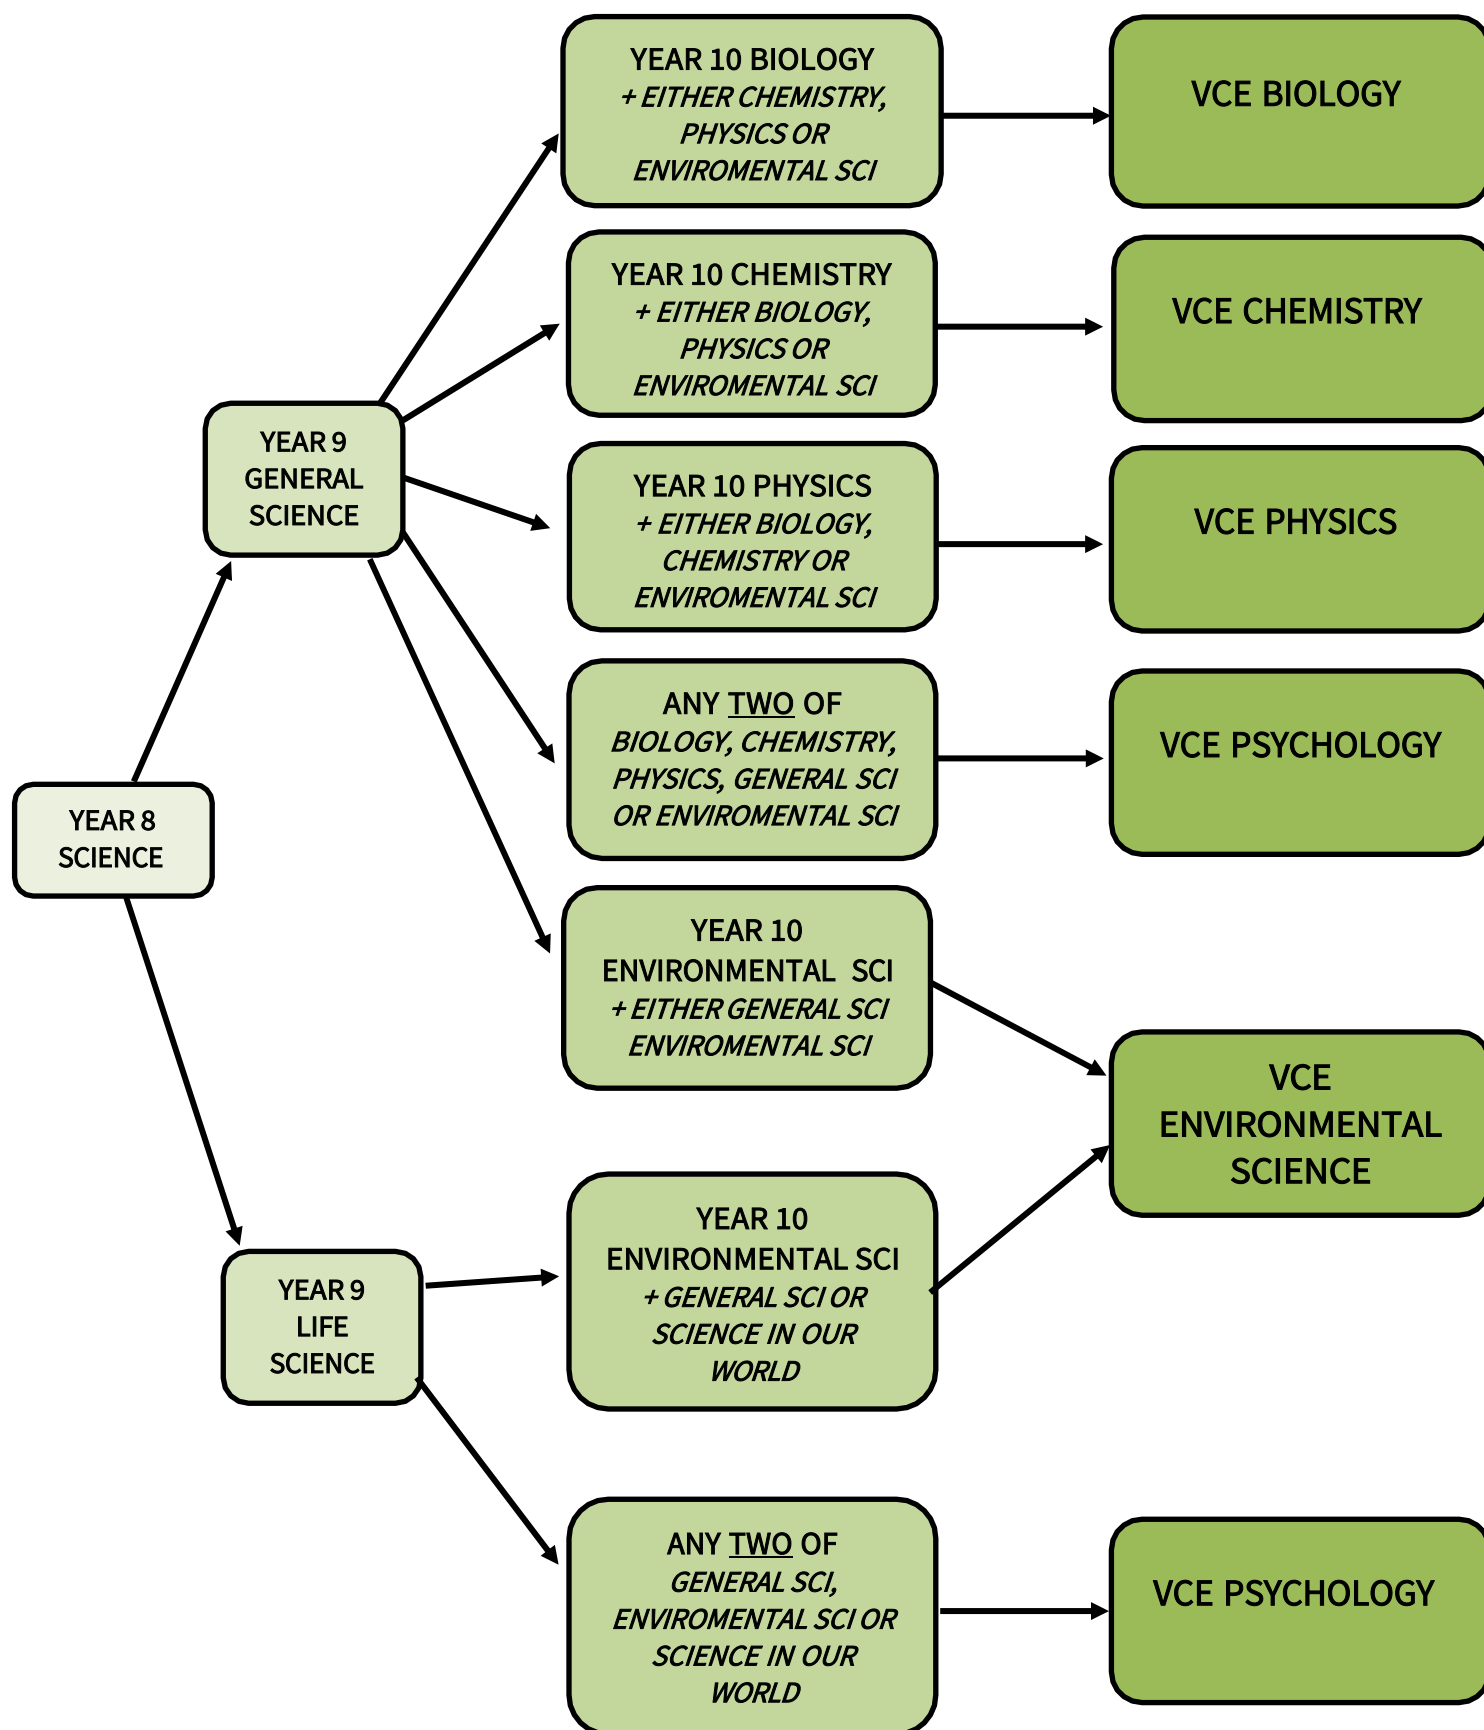 YEAR 10 BIOLOGY
+ EITHER CHEMISTRY,
PHYSICS OR
ENVIROMENTAL SCI
VCE BIOLOGY
YEAR 10 CHEMISTRY
+ EITHER BIOLOGY,
PHYSICS OR
ENVIROMENTAL SCI
VCE CHEMISTRY
YEAR 9
GENERAL
SCIENCE
YEAR 10 PHYSICS
+ EITHER BIOLOGY,
CHEMISTRY OR
ENVIROMENTAL SCI
VCE PHYSICS
ANY TWO OF
BIOLOGY, CHEMISTRY,
PHYSICS, GENERAL SCI
OR ENVIROMENTAL SCI
VCE PSYCHOLOGY
YEAR 8
SCIENCE
YEAR 10
ENVIRONMENTAL SCI
+ EITHER GENERAL SCI
ENVIROMENTAL SCI
VCE
ENVIRONMENTAL
SCIENCE
YEAR 9
LIFE
SCIENCE
YEAR 10
ENVIRONMENTAL SCI
+ GENERAL SCI OR
SCIENCE IN OUR
WORLD
ANY TWO OF
GENERAL SCI,
ENVIROMENTAL SCI OR
SCIENCE IN OUR
WORLD
VCE PSYCHOLOGY